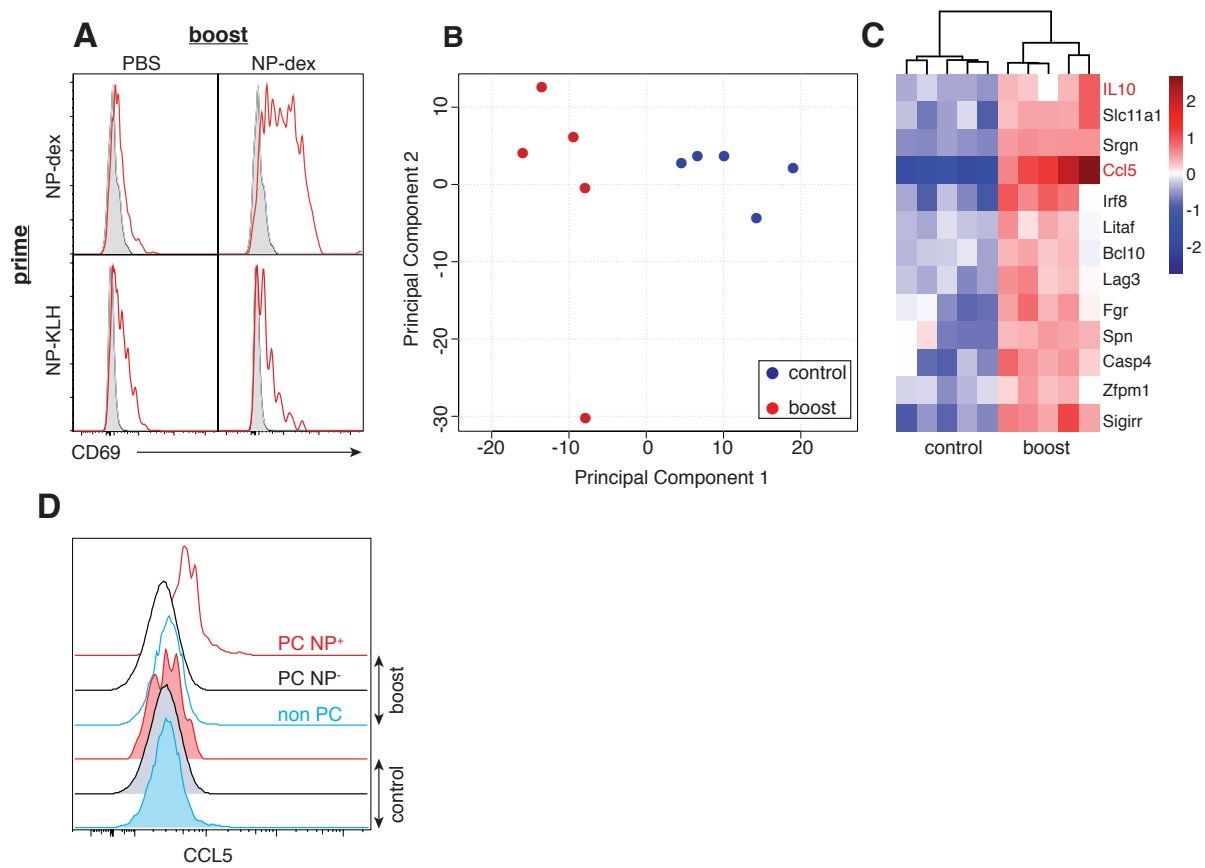 A
boost
PBS
NP-dex
prime
NP-dex
NP-KLH
CD69
B
Principal Component 2
10
0
-10
-20
-30
control
boost
-20
-10
0
10
20
Principal Component 1
C
IL10
Slc11a1
Srgn
Ccl5
Irf8
Litaf
Bcl10
Lag3
Fgr
Spn
Casp4
Zfpm1
Sigirr
control
boost
2
1
0
-1
-2
D
PC NP+
PC NP-
non PC
boost
control
CCL5